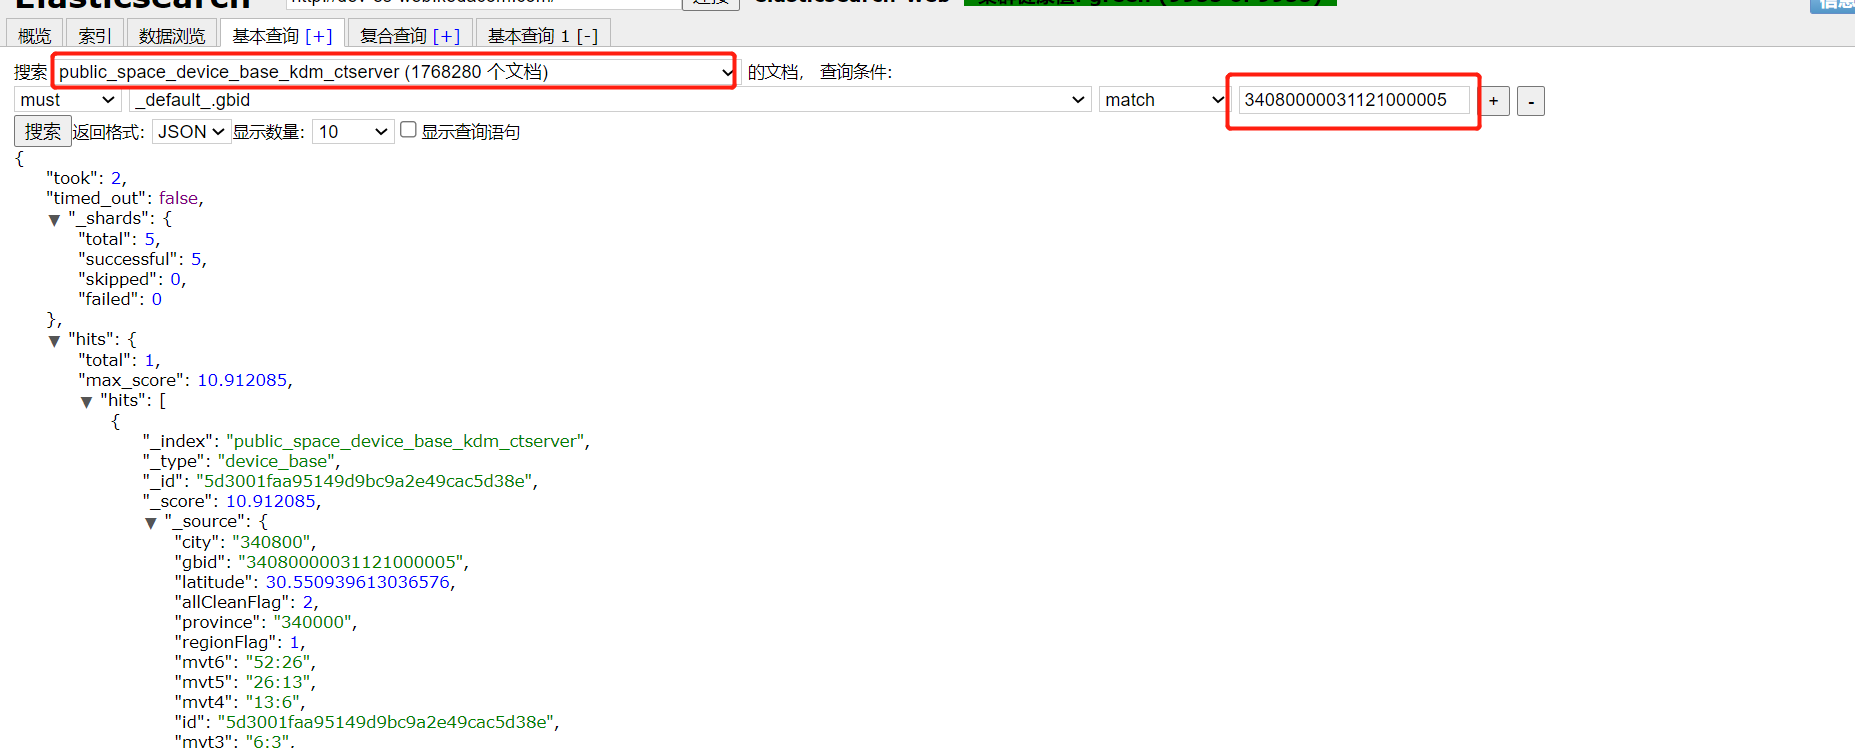 概览 索引 数据浏览 基本查询 [+] 复合查询 [+] 基本查询 1 [-]
搜索 public_space_device_base_kdm_ctserver (1768280 个文档) 的文档， 查询条件：
must _default_.gbid match 34080000031121000005 + -
搜索 返回格式： JSON 显示数量： 10 显示查询语句
{
"took": 2,
"timed_out": false,
▼ "_shards": {
"total": 5,
"successful": 5,
"skipped": 0,
"failed": 0
},
▼ "hits": {
"total": 1,
"max_score": 10.912085,
▼ "hits": [
{
"_index": "public_space_device_base_kdm_ctserver",
"_type": "device_base",
"_id": "5d3001faa95149d9bc9a2e49cac5d38e",
"_score": 10.912085,
▼ "_source": {
"city": "340800",
"gbid": "34080000031121000005",
"latitude": 30.550939613036576,
"allCleanFlag": 2,
"province": "340000",
"regionFlag": 1,
"mvt6": "52:26",
"mvt5": "26:13",
"mvt4": "13:6",
"id": "5d3001faa95149d9bc9a2e49cac5d38e",
"mvt3": "6:3",